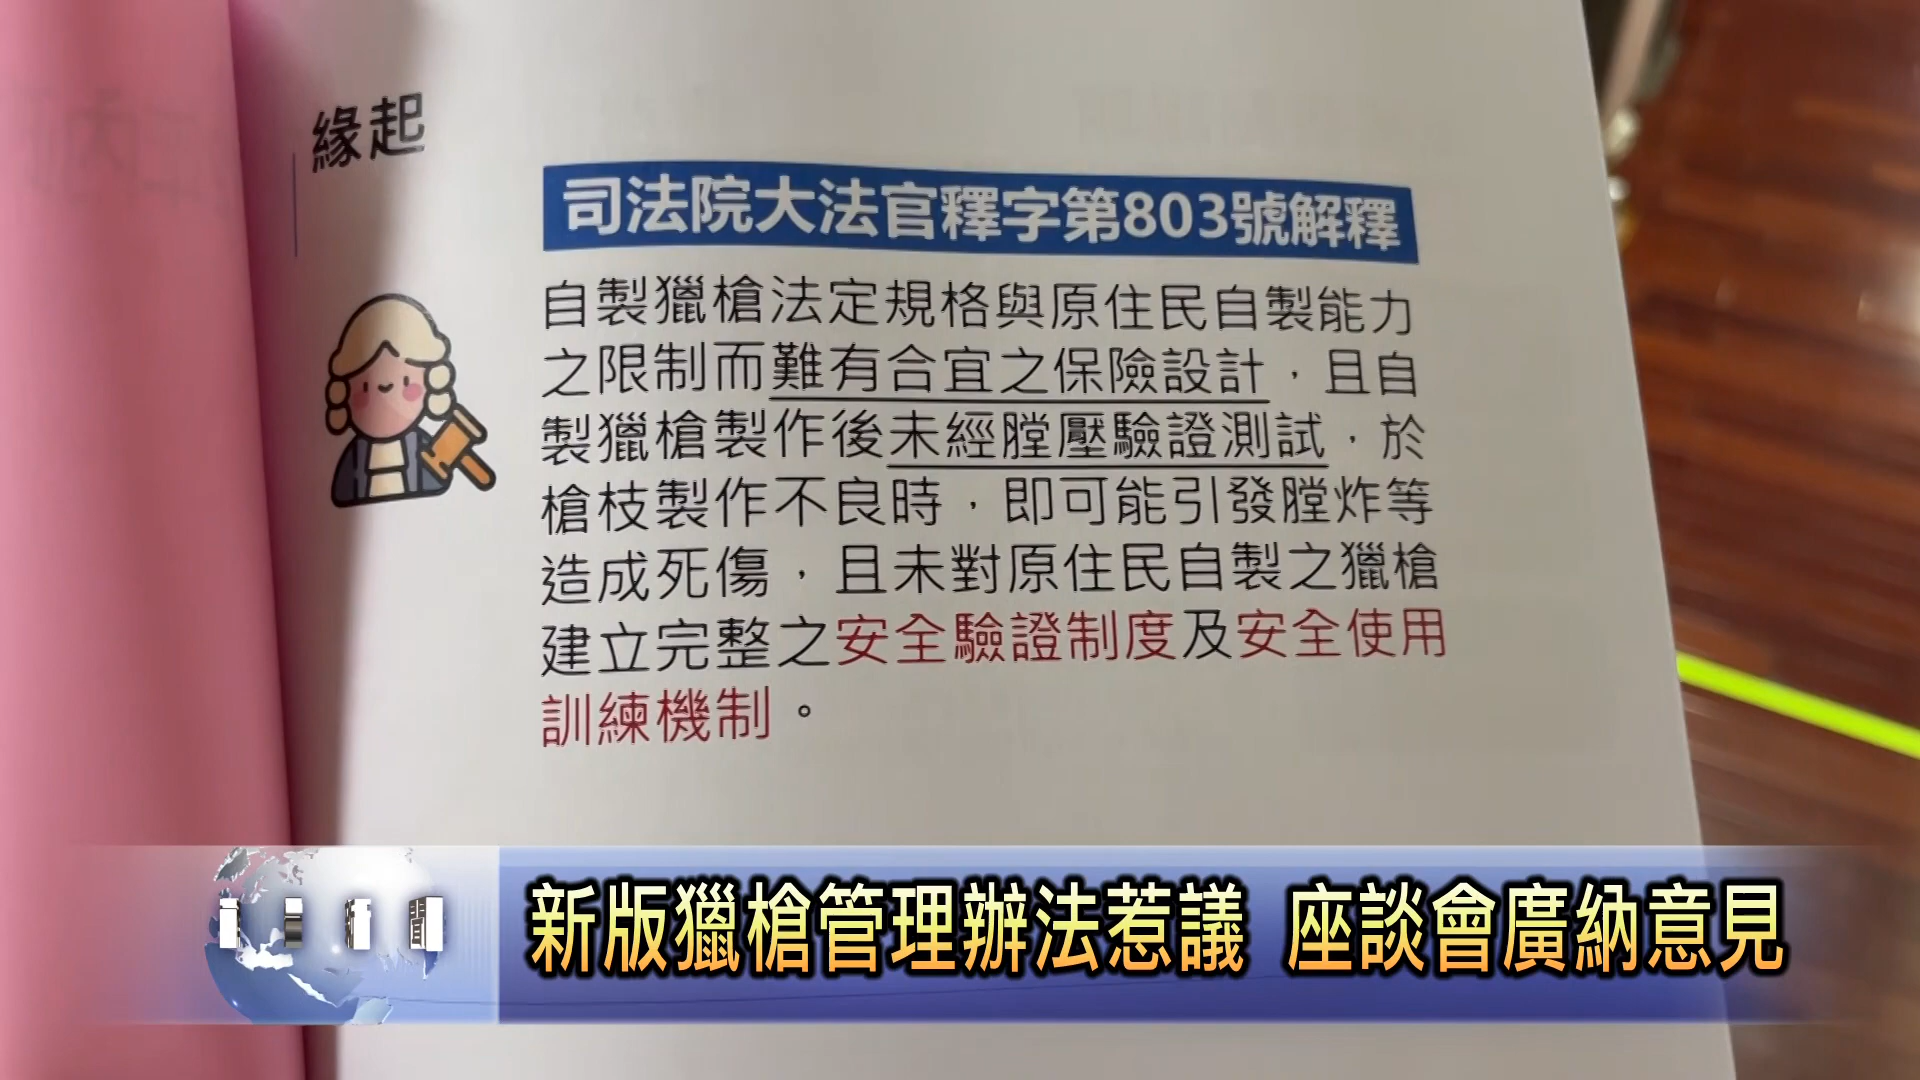 緣起
司法院大法官釋字第803號解釋
自製獵槍法定規格與原住民自製能力
之限制而難有合宜之保險設計，且自
製獵槍製作後未經膛壓驗證測試，於
槍枝製作不良時，即可能引發膛炸等
造成死傷，且未對原住民自製之獵槍
建立完整之安全驗證制度及安全使用
訓練機制。
新版獵槍管理辦法惹議 座談會廣納意見